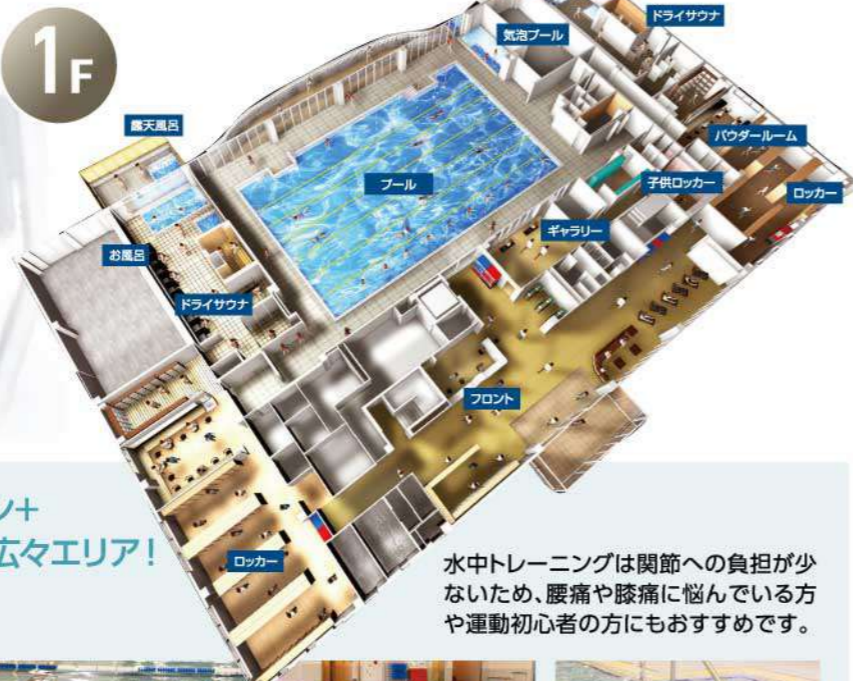 1F
ドライサウナ
気泡プール
露天風呂
パウダールーム
プール
子供ロッカー
ロッカー
ギャラリー
お風呂
ドライサウナ
フロント
ロッカー
ン+
広々エリア!
水中トレーニングは関節への負担が少
ないため、腰痛や膝痛に悩んでいる方
や運動初心者の方にもおすすめです。